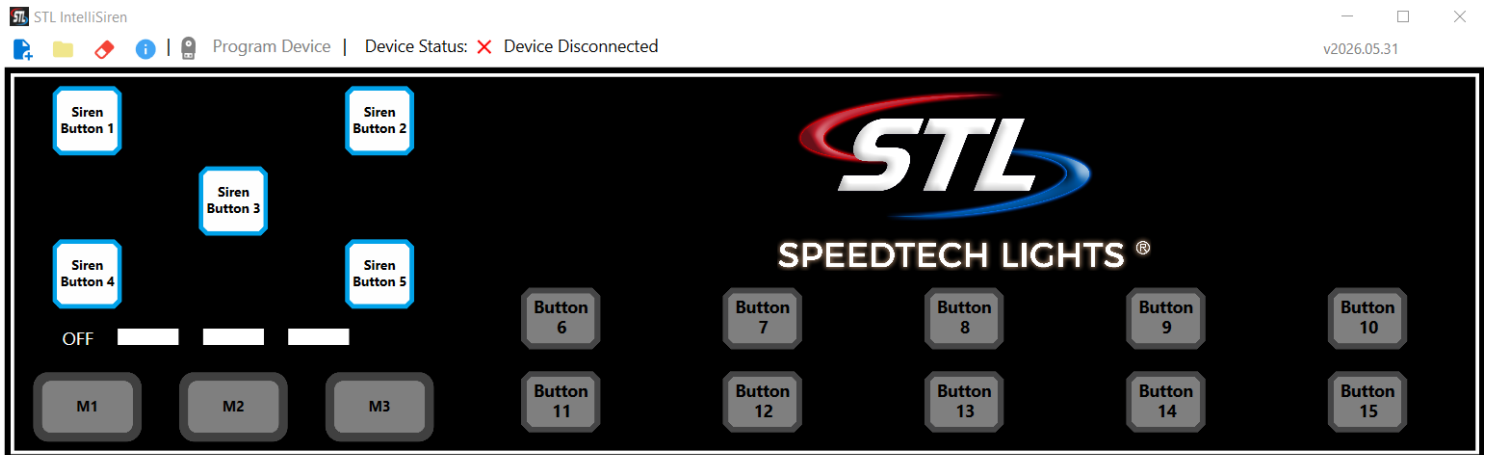 STL STL IntelliSiren
Program Device | Device Status: Device Disconnected
v2026.05.31
Siren
Button 1
Siren
Button 2
STL
Siren
Button 3
SPEEDTECH LIGHTS ®
Siren
Button 4
Siren
Button 5
Button
6
Button
7
Button
8
Button
9
Button
10
OFF
M1
M2
M3
Button
11
Button
12
Button
13
Button
14
Button
15